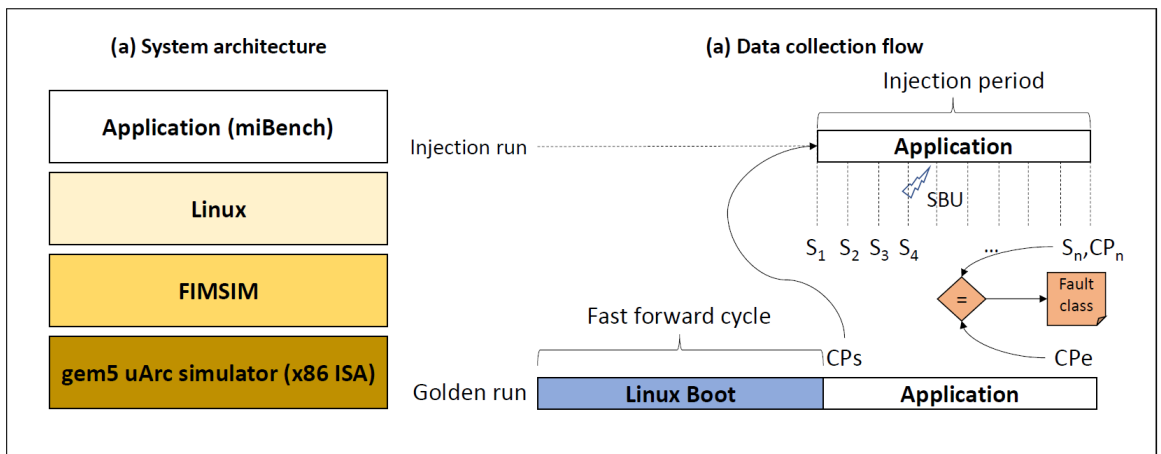 (a) System architecture
Application (miBench)
Linux
FIMSIM
gem5 uArc simulator (x86 ISA)
(a) Data collection flow
Injection period
Injection run
Application
SBU
S1 S2 S3 S4 ... Sn,CPn
=
Fault
class
Fast forward cycle
CPs
CPe
Golden run
Linux Boot
Application